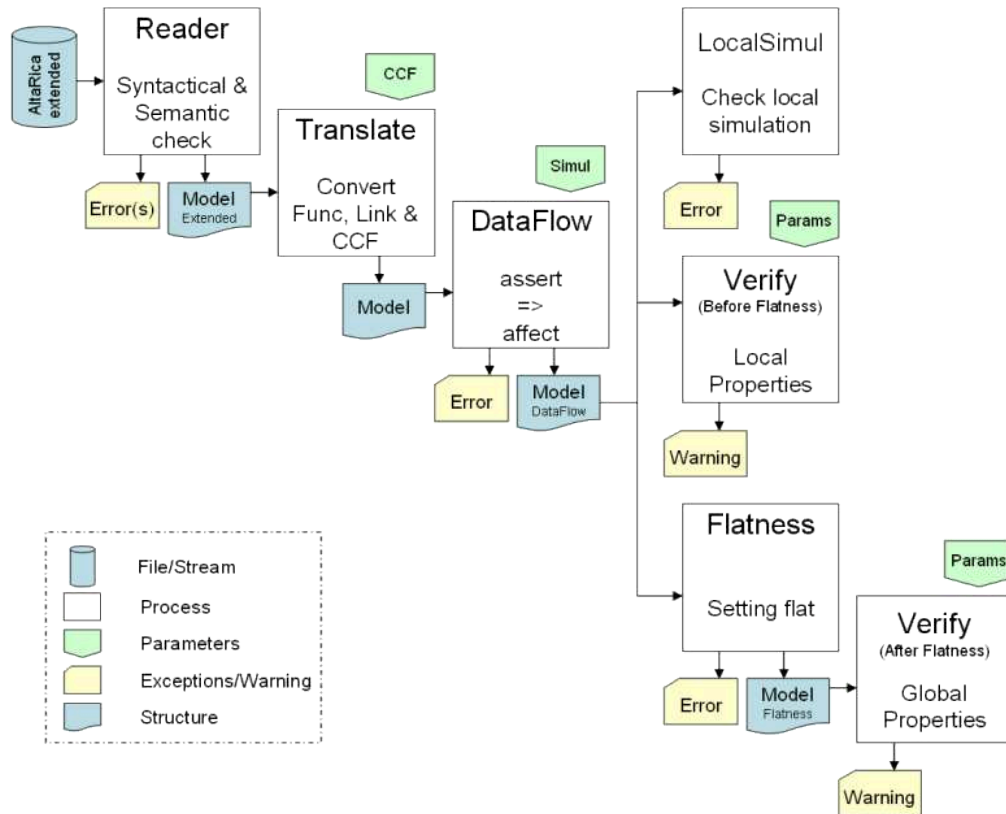 AltaRica
extended
Reader
Syntactical &
Semantic
check
Error(s)
Model
Extended
CCF
Translate
Convert
Func, Link &
CCF
Model
Simul
DataFlow
assert
=>
affect
Error
Model
DataFlow
LocalSimul
Check local
simulation
Error
Params
Verify
(Before Flatness)
Local
Properties
Warning
Flatness
Setting flat
Error
Model
Flatness
Params
Verify
(After Flatness)
Global
Properties
Warning
File/Stream
Process
Parameters
Exceptions/Warning
Structure